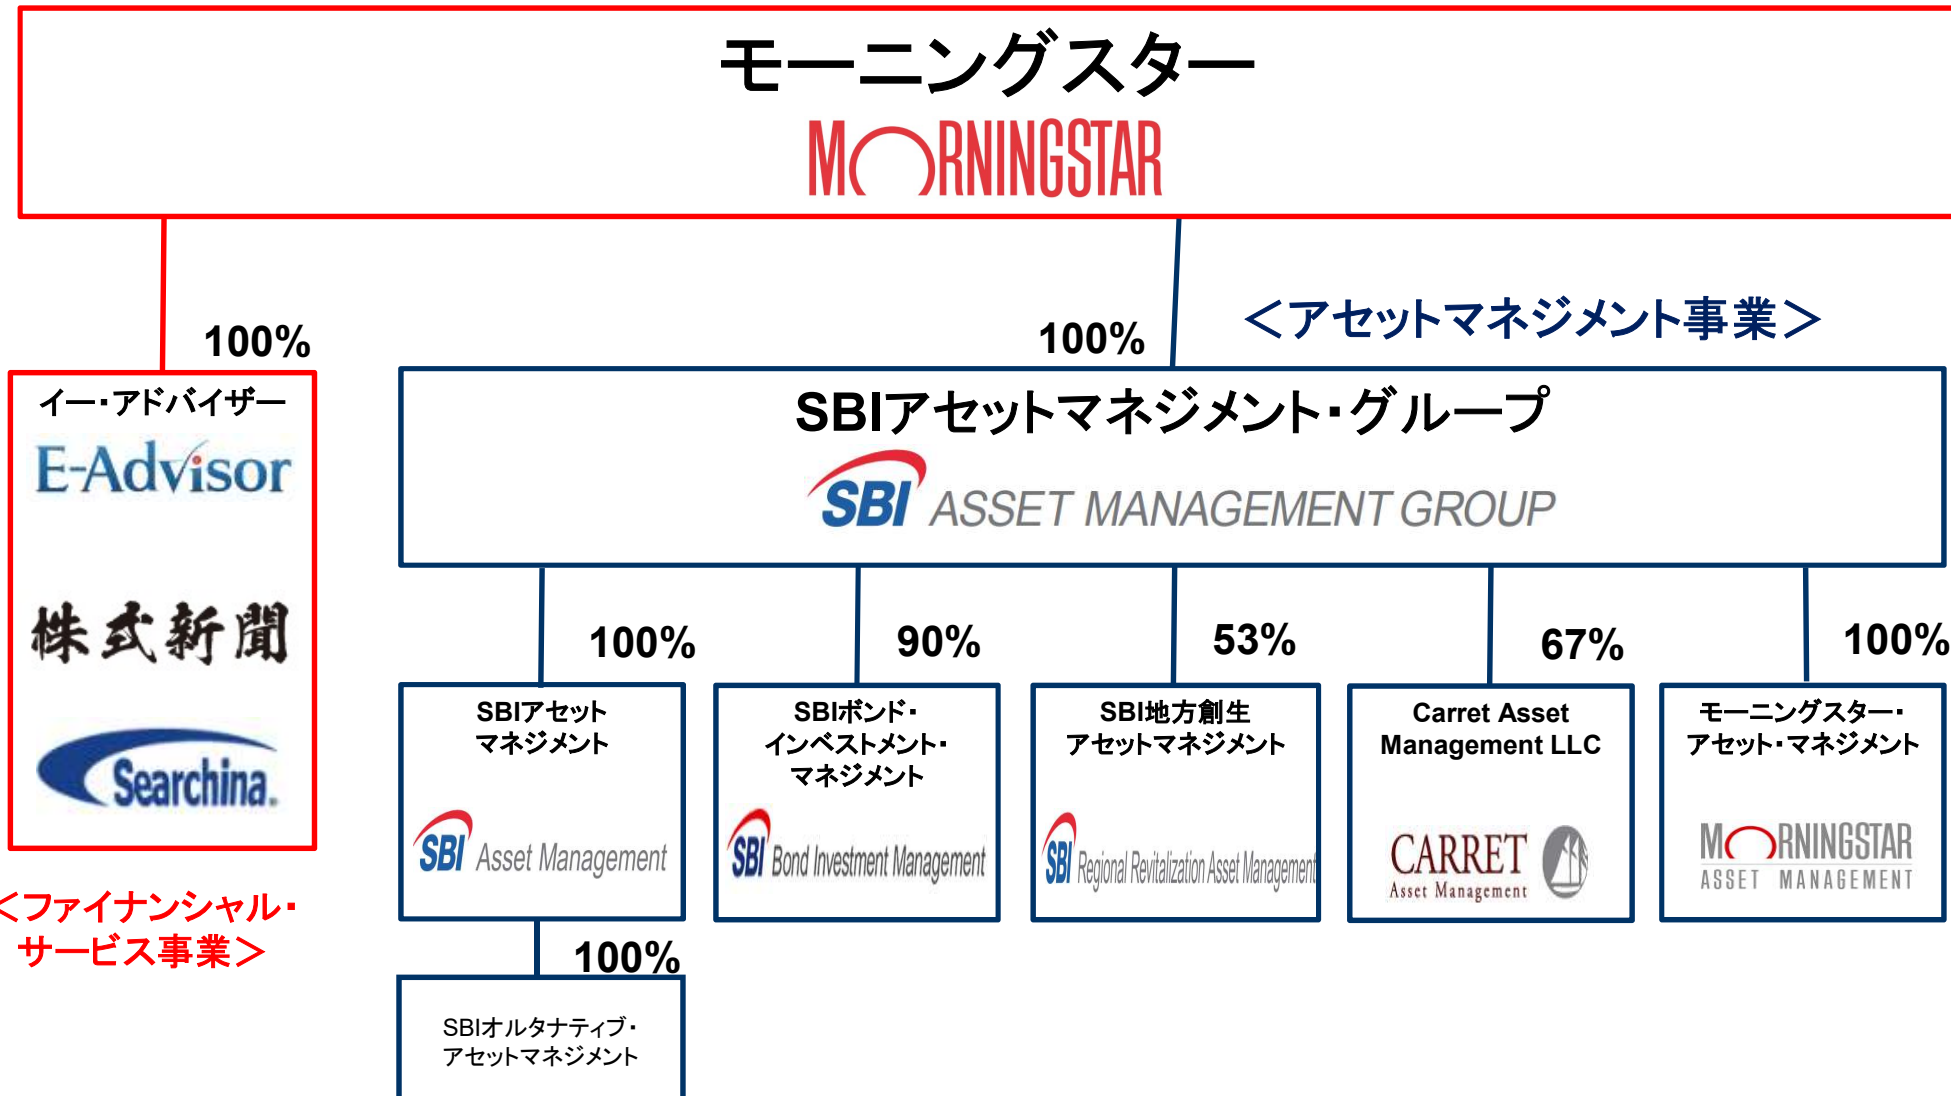 モーニングスター
MORNINGSTAR
100%
100%
＜アセットマネジメント事業＞
イー・アドバイザー
E-Advisor
株式新聞
Searchina.
＜ファイナンシャル・
サービス事業＞
SBIアセットマネジメント・グループ
SBI ASSET MANAGEMENT GROUP
100%
90%
53%
67%
100%
SBIアセット
マネジメント
SBI Asset Management
SBIボンド・
インベストメント・
マネジメント
SBI Bond Investment Management
SBI地方創生
アセットマネジメント
SBI Regional Revitalization Asset Management
Carret Asset
Management LLC
CARRET
Asset Management
モーニングスター・
アセット・マネジメント
MORNINGSTAR
ASSET MANAGEMENT
100%
SBIオルタナティブ・
アセットマネジメント